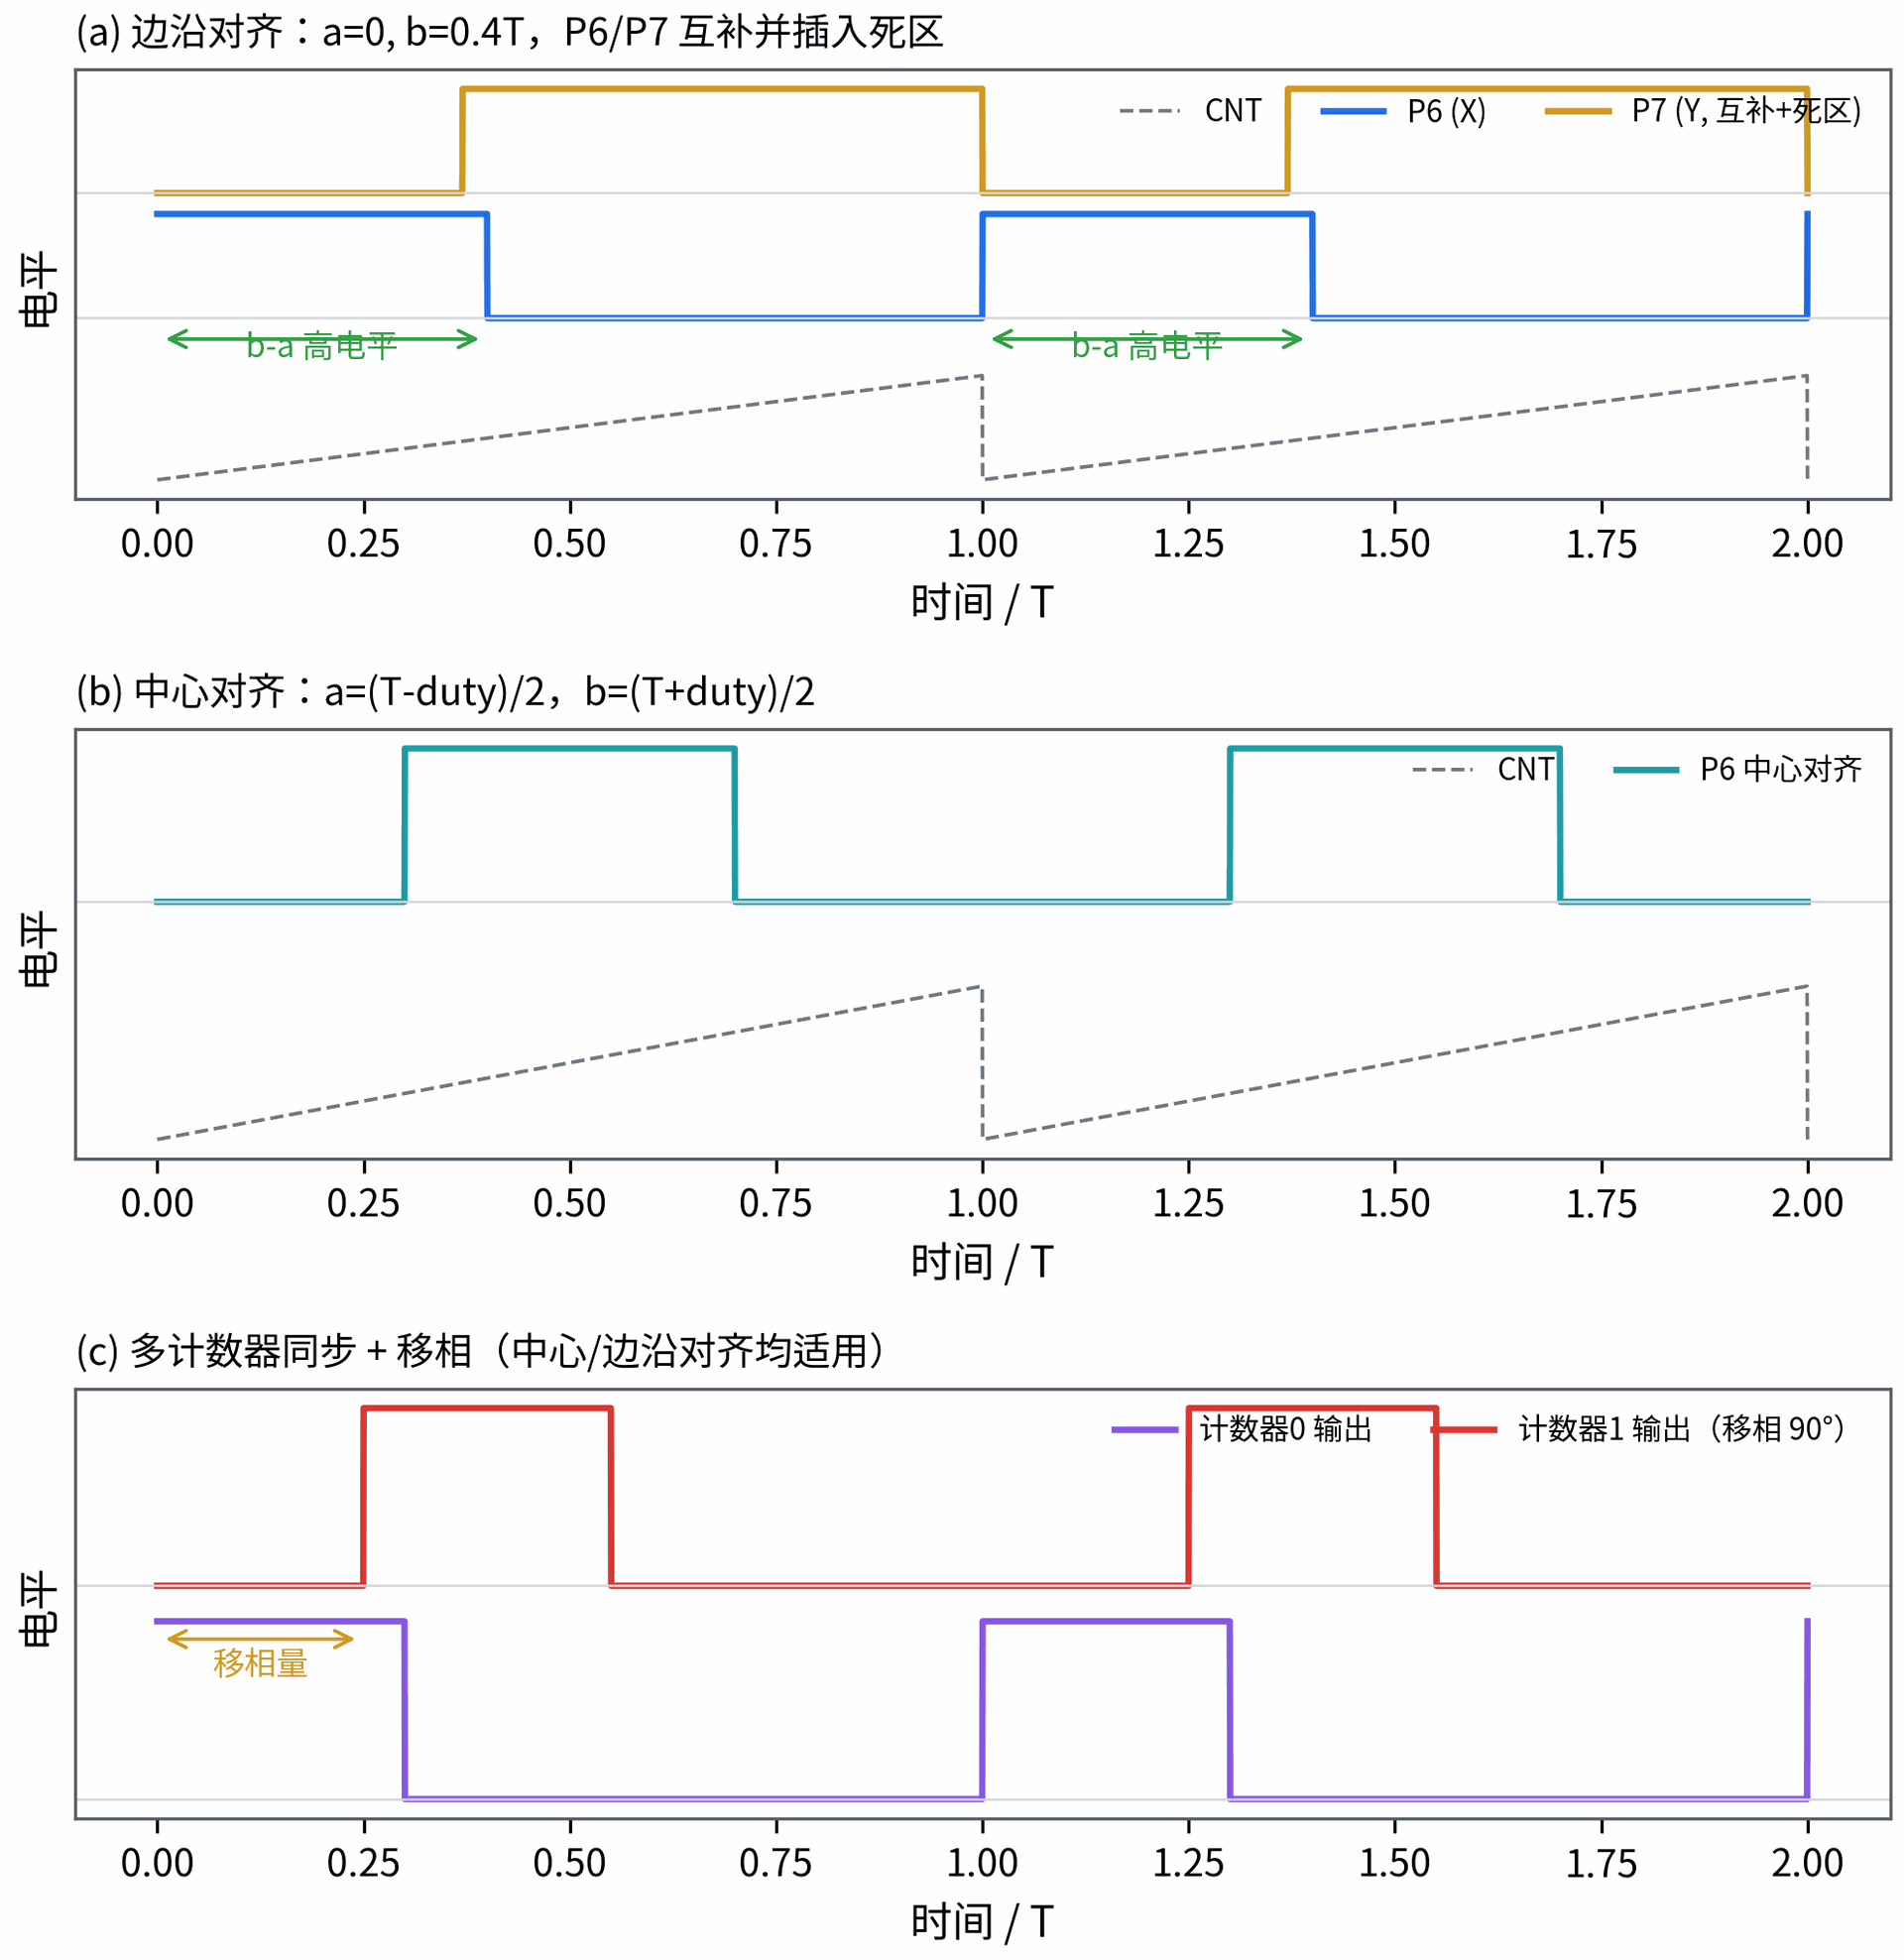 (a) 边沿对齐：a=0, b=0.4T，P6/P7 互补并插入死区
CNT
P6 (X)
P7 (Y, 互补+死区)
电平
b-a 高电平
b-a 高电平
0.00 0.25 0.50 0.75 1.00 1.25 1.50 1.75 2.00
时间 / T
(b) 中心对齐：a=(T-duty)/2，b=(T+duty)/2
CNT
P6 中心对齐
电平
0.00 0.25 0.50 0.75 1.00 1.25 1.50 1.75 2.00
时间 / T
(c) 多计数器同步 + 移相（中心/边沿对齐均适用）
计数器0 输出
计数器1 输出（移相 90°）
电平
移相量
0.00 0.25 0.50 0.75 1.00 1.25 1.50 1.75 2.00
时间 / T